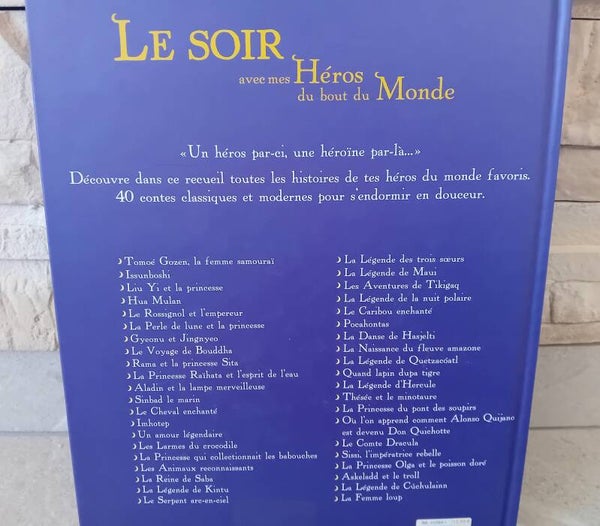 LE SOIR
avec mes Héros
du bout du Monde
«Un héros par-ci, une héroïne par-là...»
Découvre dans ce recueil toutes les histoires de tes héros du monde favoris.
40 contes classiques et modernes pour s'endormir en douceur.
Tomoé Gozen, la femme samouraï
Issunboshi
Liu Yi et la princesse
Hua Mulan
Le Rossignol et l'empereur
La Perle de lune et la princesse
Gyeonu et Jingnyeo
Le Voyage de Bouddha
Rama et la princesse Sita
La Princesse Raihata et l'esprit de l'eau
Aladin et la lampe merveilleuse
Sinbad le marin
Le Cheval enchanté
Imhotep
Un amour légendaire
Les Larmes du crocodile
La Princesse qui collectionnait les babouches
Les Animaux reconnaissants
La Reine de Saba
La Légende de Kintu
Le Serpent arc-en-ciel
La Légende des trois sœurs
La Légende de Maui
Les Aventures de Tikigaq
La Légende de la nuit polaire
Le Caribou enchanté
Pocahontas
La Danse de Hasjelti
La Naissance du fleuve amazone
La Légende de Quetzacóatl
Quand lapin dupa tigre
La Légende d'Hercule
Thésée et le minotaure
La Princesse du pont des soupirs
Où l'on apprend comment Alonso Quijano
est devenu Don Quichotte
Le Comte Dracula
Sissi, l'impératrice rebelle
La Princesse Olga et le poisson doré
Askeladd et le troll
La Légende de Cúchulainn
La Femme loup